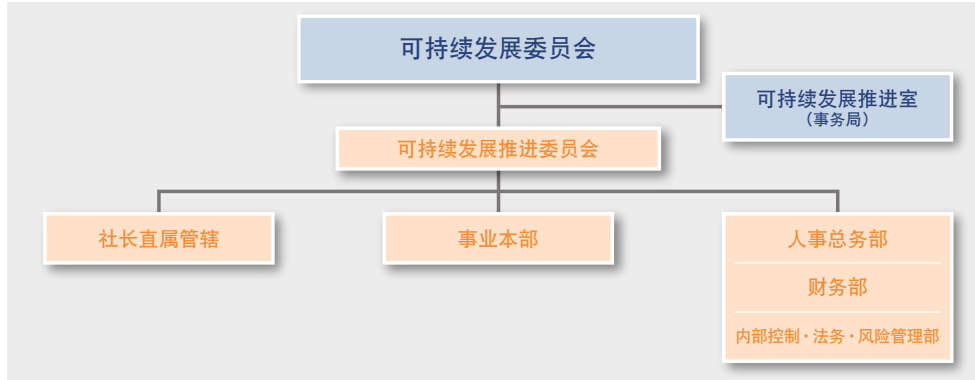 可持续发展委员会
可持续发展推进室
（事务局）
可持续发展推进委员会
社长直属管辖
事业本部
人事总务部
财务部
内部控制·法务·风险管理部